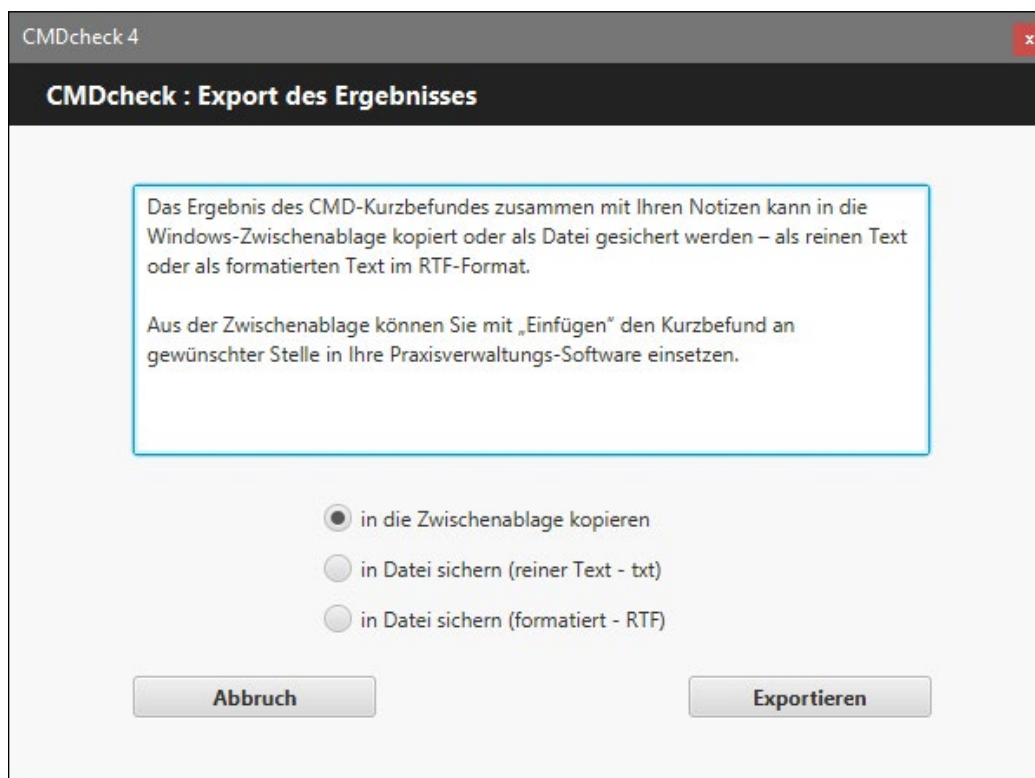 CMDcheck 4
x
CMDcheck : Export des Ergebnisses
Das Ergebnis des CMD-Kurzbefundes zusammen mit Ihren Notizen kann in die
Windows-Zwischenablage kopiert oder als Datei gesichert werden – als reinen Text
oder als formatierten Text im RTF-Format.
Aus der Zwischenablage können Sie mit „Einfügen“ den Kurzbefund an
gewünschter Stelle in Ihre Praxisverwaltungs-Software einsetzen.
in die Zwischenablage kopieren
in Datei sichern (reiner Text - txt)
in Datei sichern (formatiert - RTF)
Abbruch
Exportieren